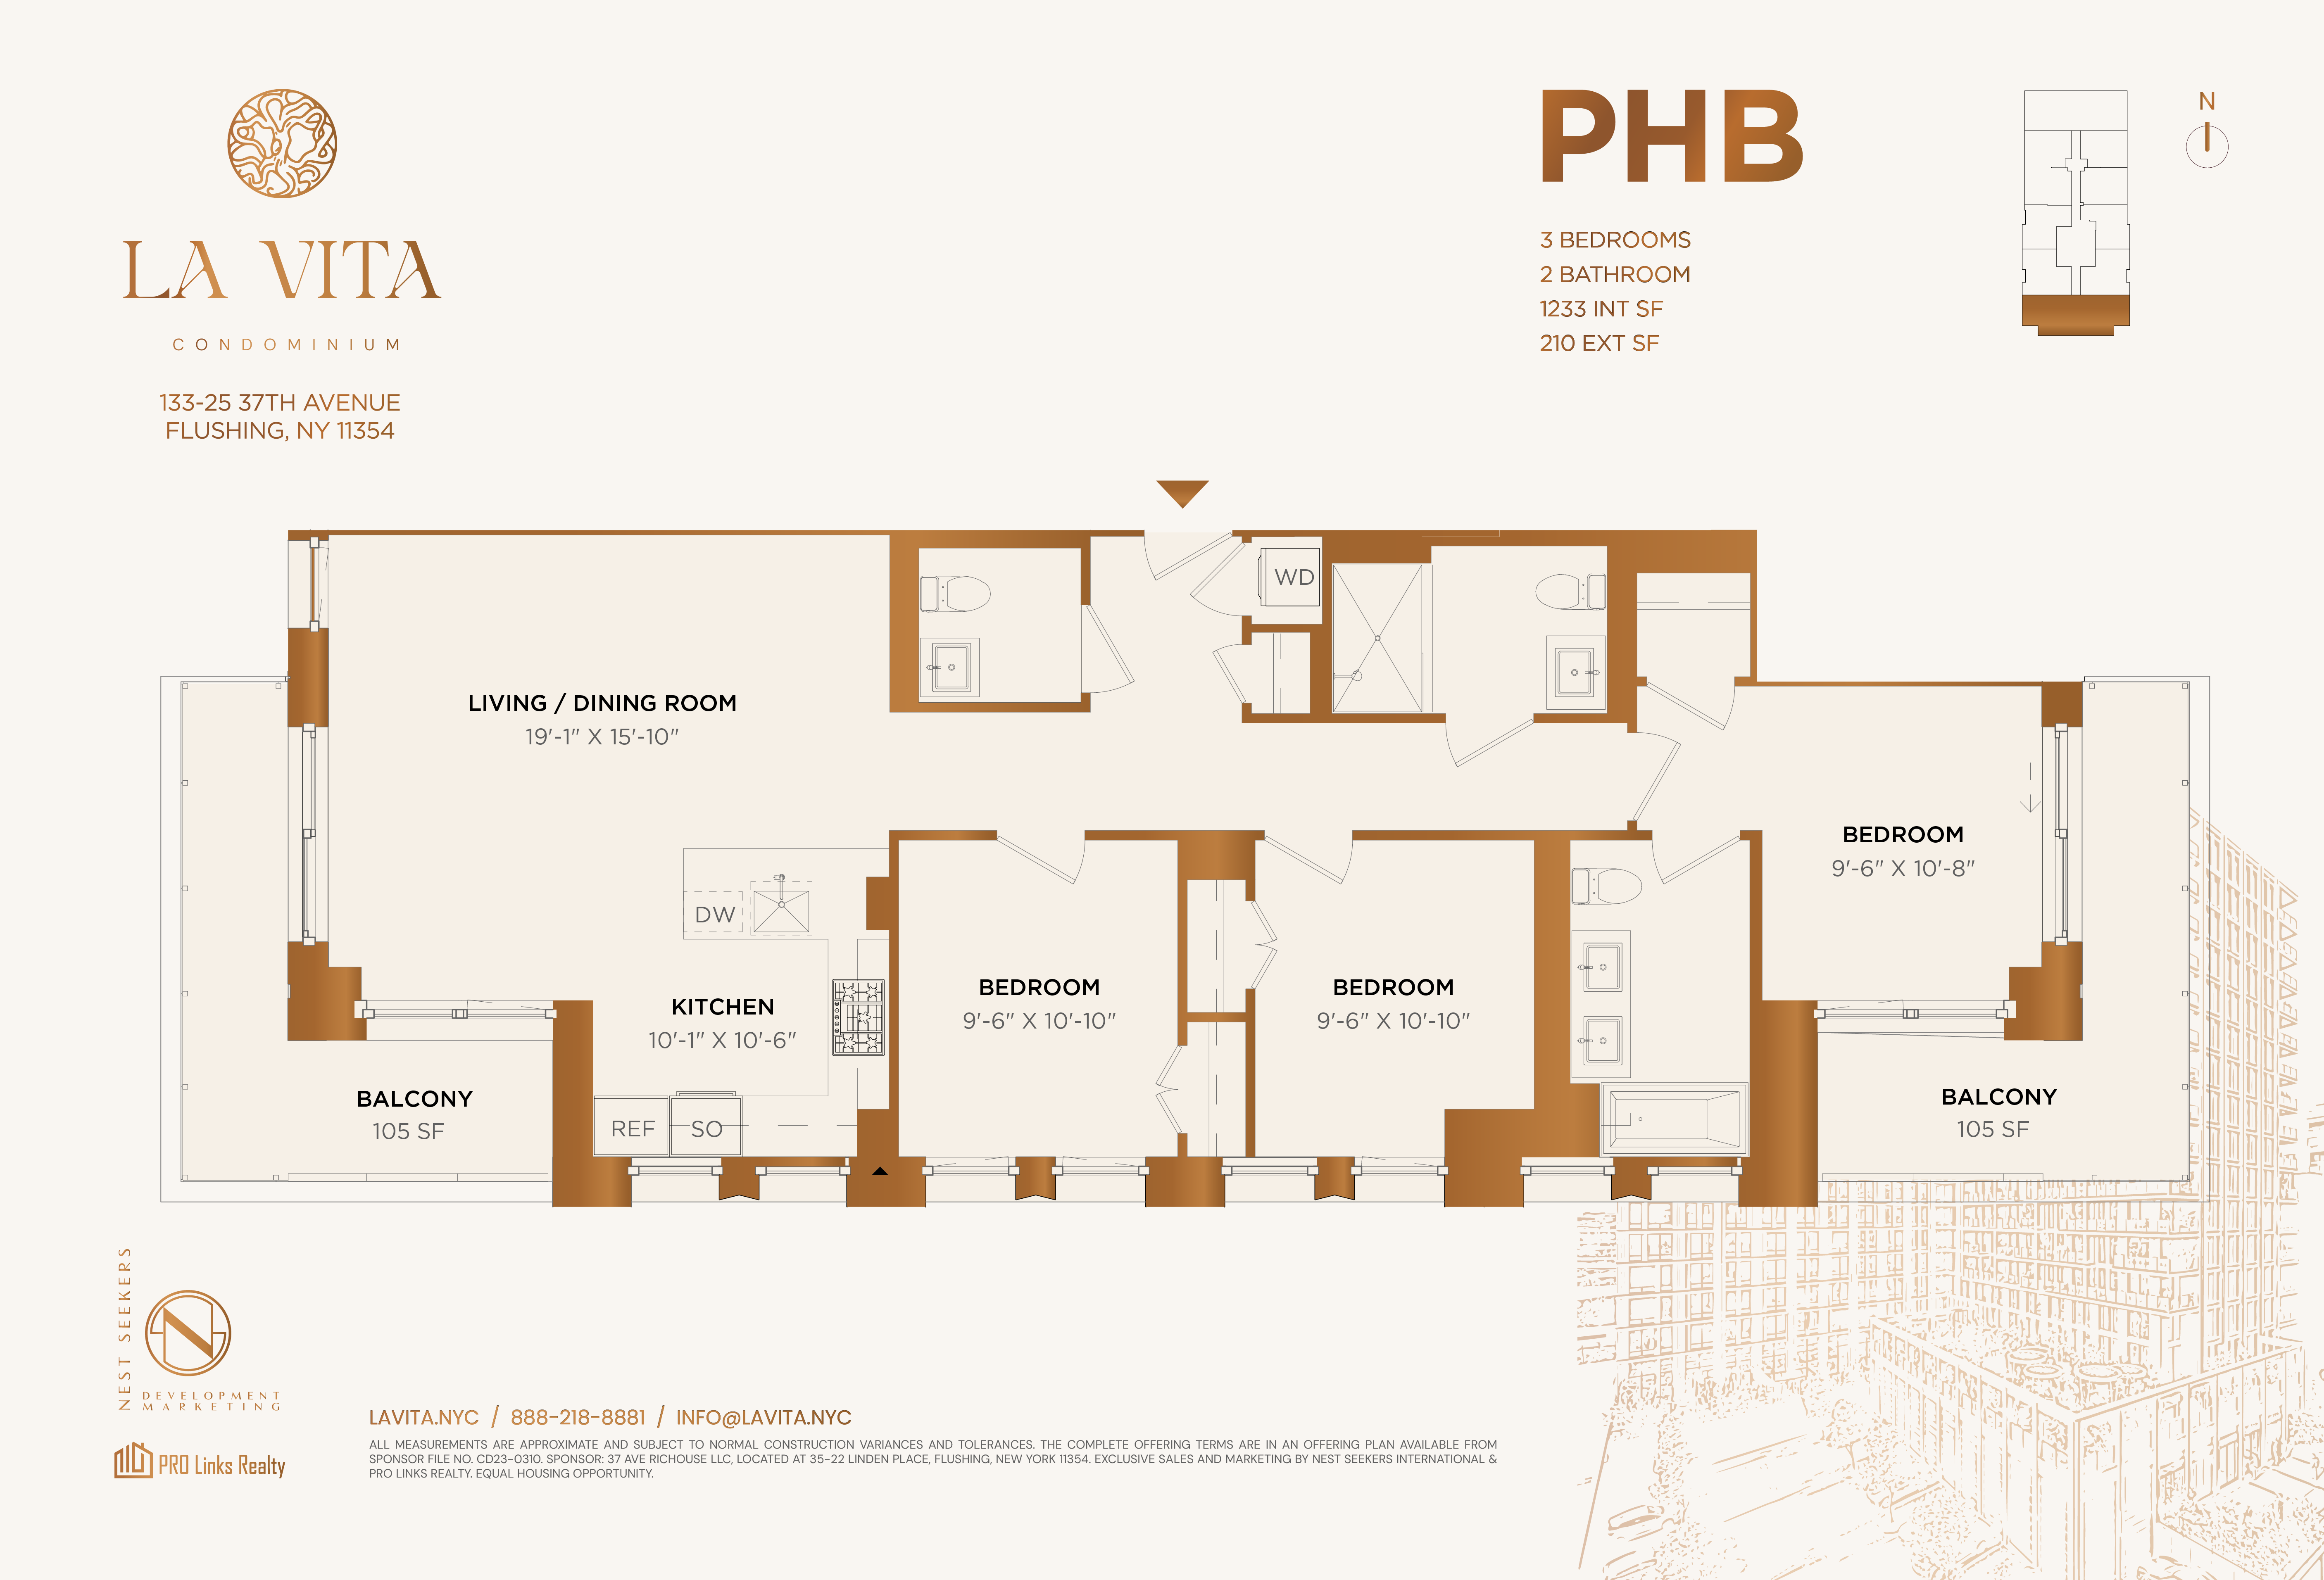 LA VITA
CONDOMINIUM
133-25 37TH AVENUE
FLUSHING, NY 11354
PHB
3 BEDROOMS
2 BATHROOM
1233 INT SF
210 EXT SF
N
WD
LIVING / DINING ROOM
19'-1" X 15'-10"
DW
KITCHEN
10'-1" X 10'-6"
REF
SO
BALCONY
105 SF
BEDROOM
9'-6" X 10'-10"
BEDROOM
9'-6" X 10'-10"
BEDROOM
9'-6" X 10'-8"
BALCONY
105 SF
NEST SEEKERS
N
DEVELOPMENT
MARKETING
PRO Links Realty
LAVITA.NYC / 888-218-8881 / INFO@LAVITA.NYC
ALL MEASUREMENTS ARE APPROXIMATE AND SUBJECT TO NORMAL CONSTRUCTION VARIANCES AND TOLERANCES. THE COMPLETE OFFERING TERMS ARE IN AN OFFERING PLAN AVAILABLE FROM
SPONSOR FILE NO. CD23-0310. SPONSOR: 37 AVE RICHOUSE LLC, LOCATED AT 35-22 LINDEN PLACE, FLUSHING, NEW YORK 11354. EXCLUSIVE SALES AND MARKETING BY NEST SEEKERS INTERNATIONAL &
PRO LINKS REALTY. EQUAL HOUSING OPPORTUNITY.